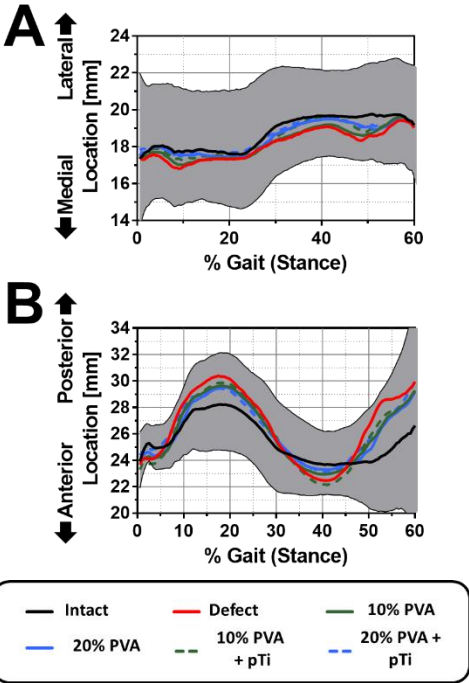 A
Lateral
Medial
Location [mm]
24
22
20
18
16
14
0 20 40 60
% Gait (Stance)
B
Posterior
Anterior
Location [mm]
34
32
30
28
26
24
22
20
0 10 20 30 40 50 60
% Gait (Stance)
Intact Defect 10% PVA
20% PVA 10% PVA + pTi 20% PVA + pTi